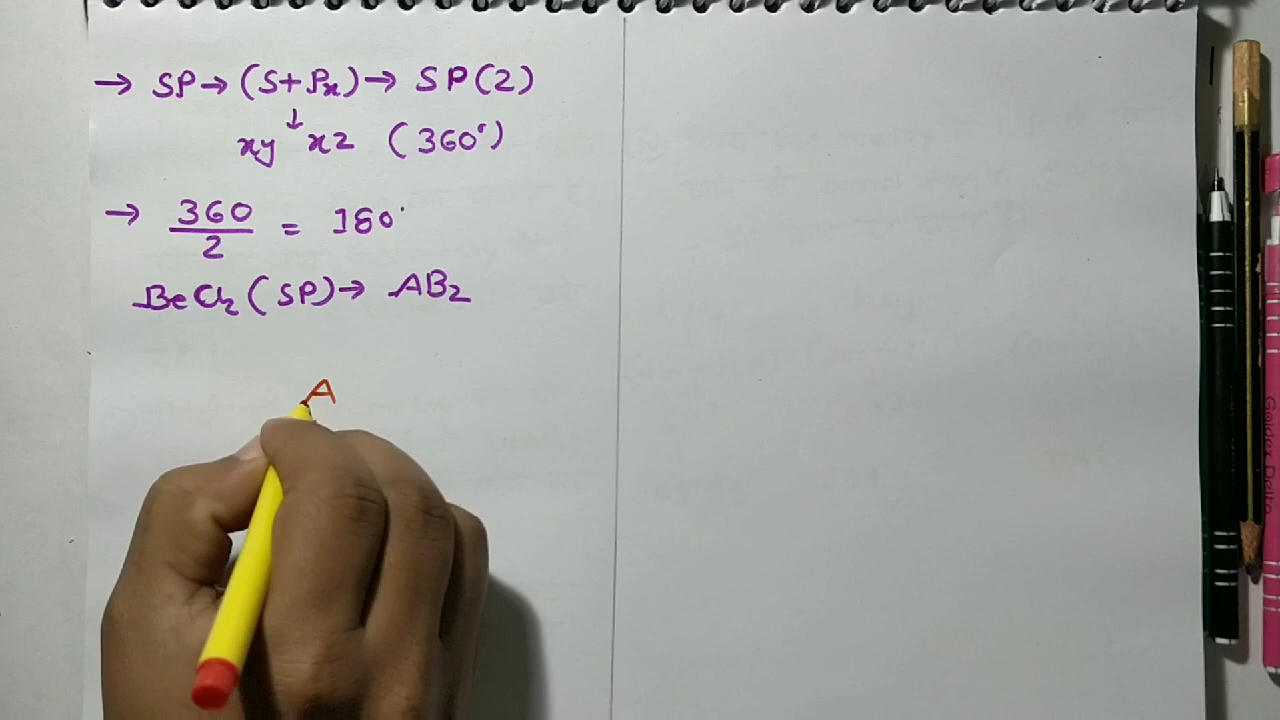 → SP → (S+Px) → SP(2)
↓
xy xz (360°)
→ 360/2 = 180°
BeCl2 (SP) → AB2
A